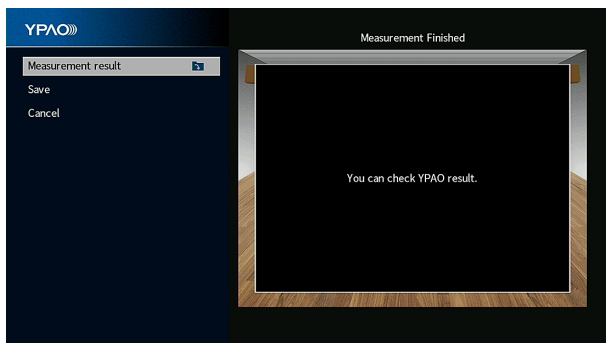 YPAO
Measurement Finished
Measurement result
Save
Cancel
You can check YPAO result.